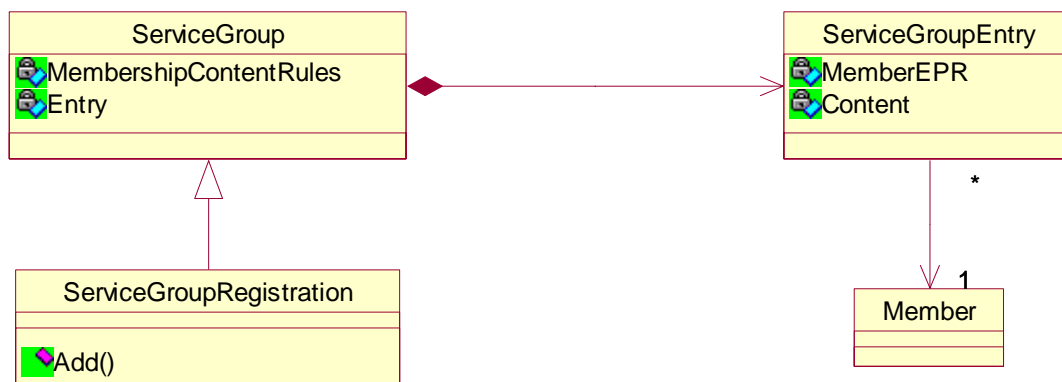 ServiceGroup
MembershipContentRules
Entry
ServiceGroupEntry
MemberEPR
Content
*
1
ServiceGroupRegistration
Add()
Member